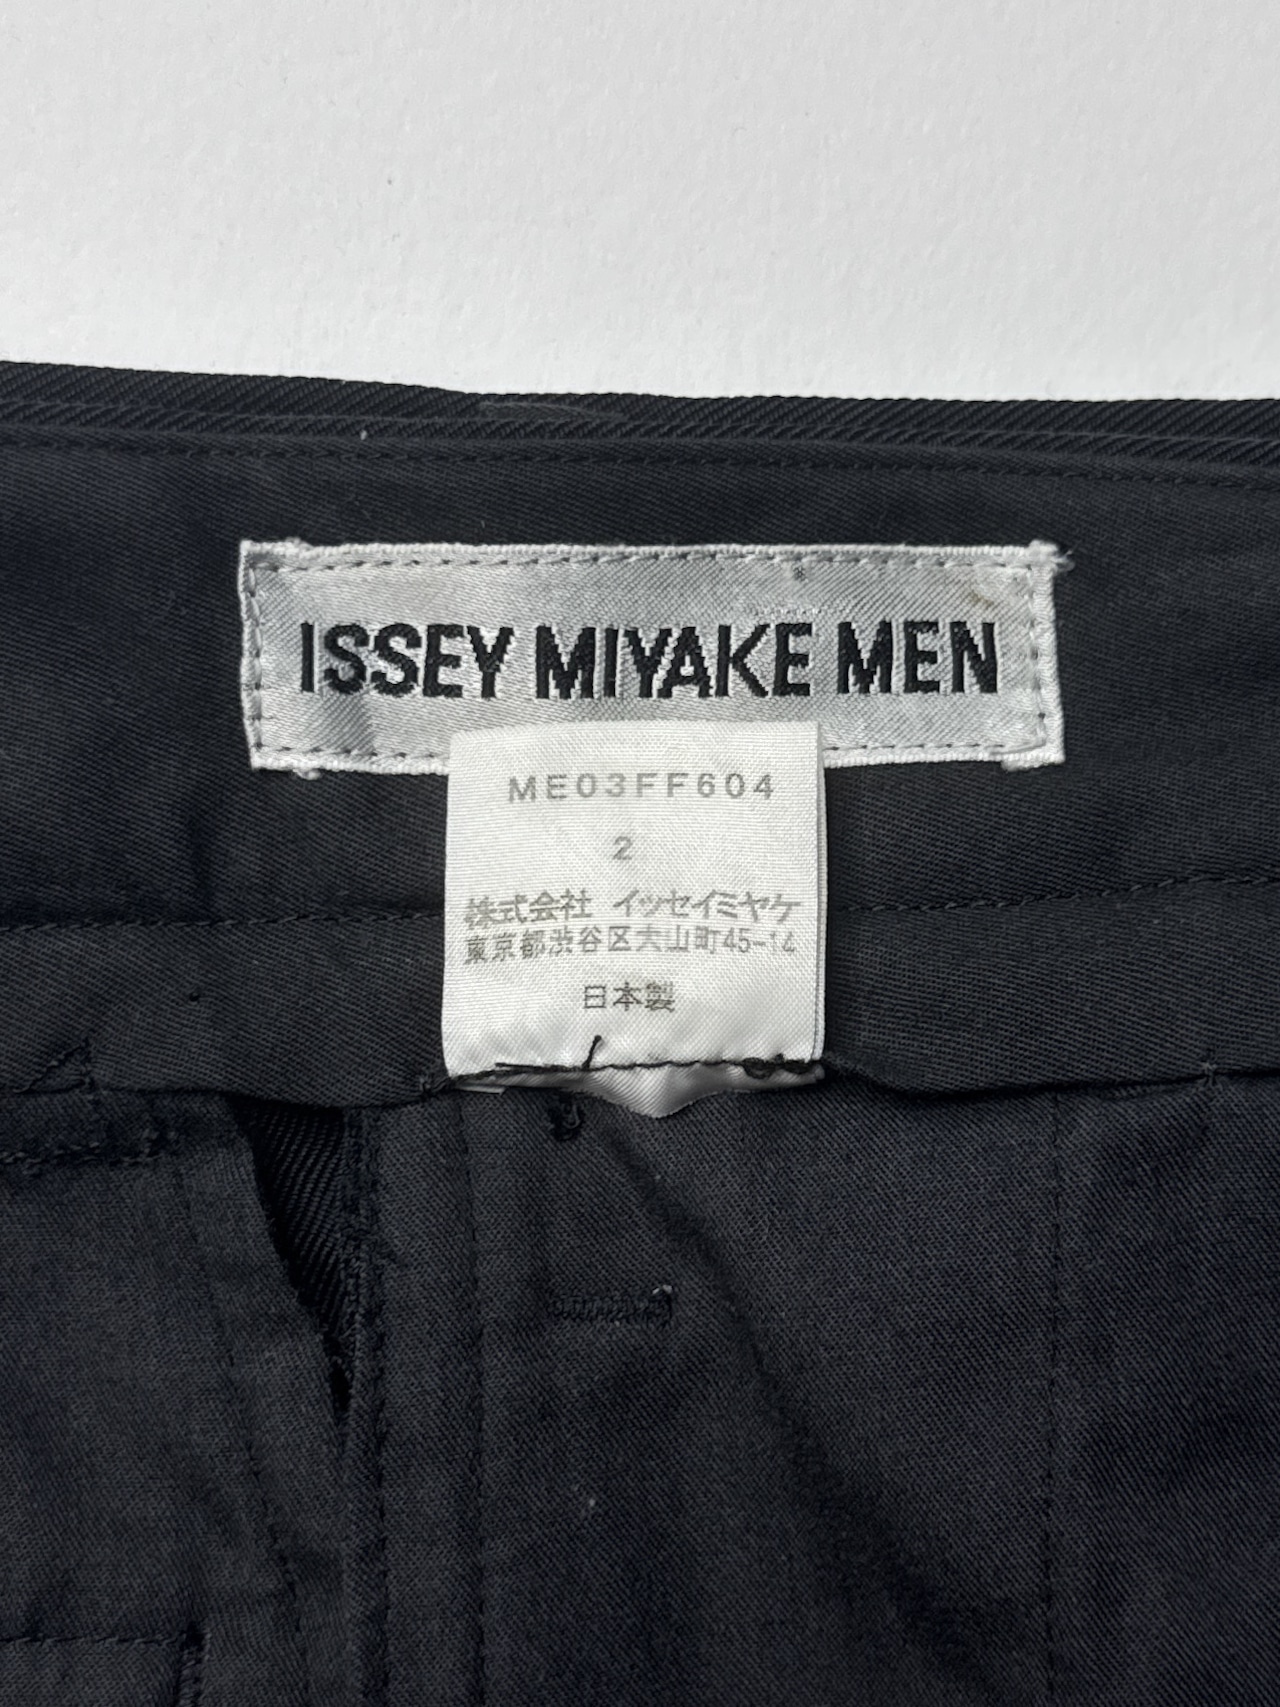 ISSEY MIYAKE MEN
ME03FF604
2
株式会社 イッセイミヤケ
東京都渋谷区大山町45-14
日本製